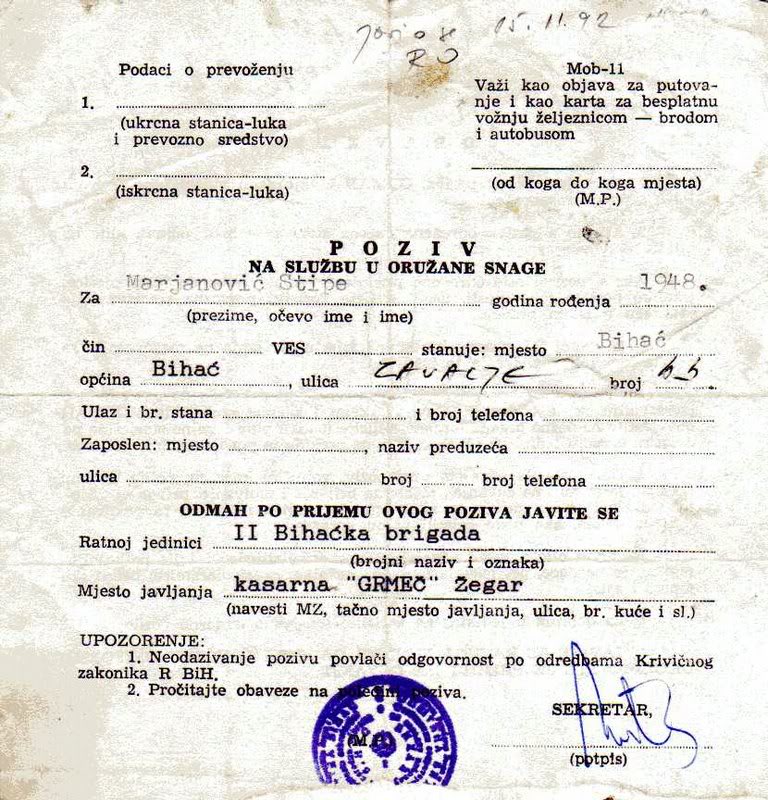 15.11.92
RO
Podaci o prevoženju
1.
(ukrcna stanica-luka
i prevozno sredstvo)
2.
(iskrcna stanica-luka)
Mob-11
Važi kao objava za putova-
nje i kao karta za besplatnu
vožnju željeznicom — brodom
i autobusom
(od koga do koga mjesta)
(M.P.)
POZIV
NA SLUŽBU U ORUŽANE SNAGE
Za Marjanović Stipe godina rođenja 1948.
(prezime, očevo ime i ime)
čin VES stanuje: mjesto Bihać
općina Bihać, ulica ZAVALJE broj b.b.
Ulaz i br. stana i broj telefona
Zaposlen: mjesto , naziv preduzeća
ulica broj broj telefona
ODMAH PO PRIJEMU OVOG POZIVA JAVITE SE
Ratnoj jedinici II Bihaćka brigada
(brojni naziv i oznaka)
Mjesto javljanja kasarna "GRMEČ" Žegar
(navesti MZ, tačno mjesto javljanja, ulica, br. kuće i sl.)
UPOZORENJE:
1. Neodazivanje pozivu povlači odgovornost po odredbama Krivičnog
zakonika R BiH.
2. Pročitajte obaveze na poleđini poziva.
(M.P.)
SEKRETAR,
(potpis)